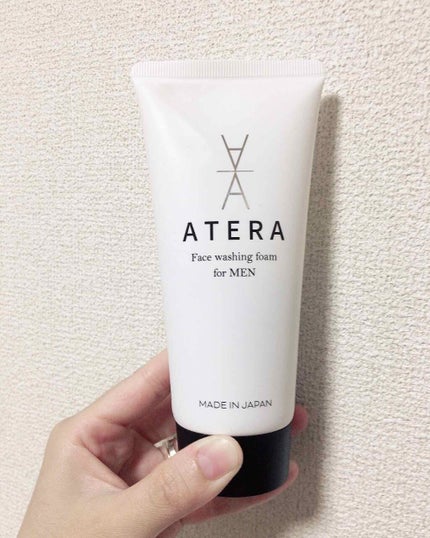 ATERA
Face washing foam
for MEN
MADE IN JAPAN